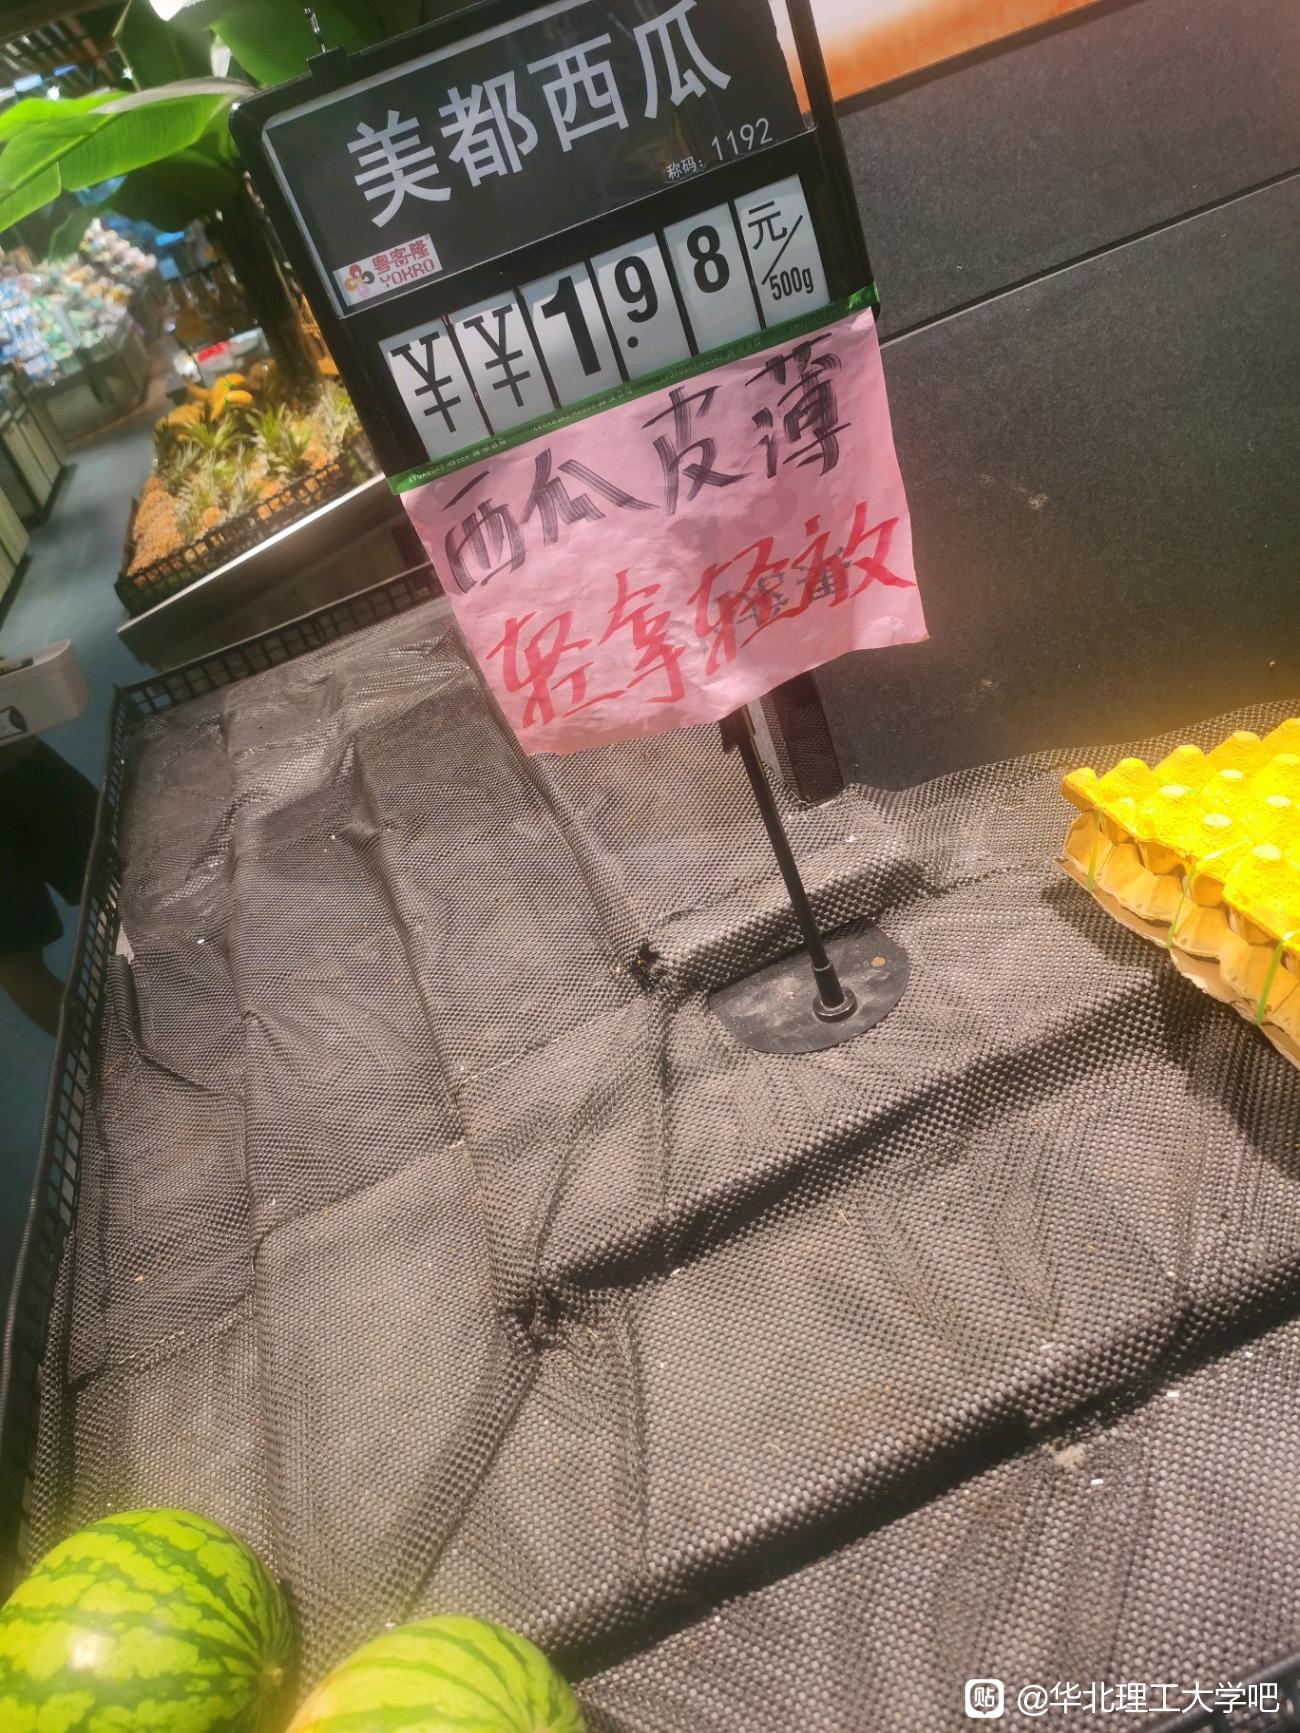 美都西瓜
称码：1192
粤客隆
YOKRO
¥¥19.8元/500g
西瓜皮薄
轻拿轻放
贴 @华北理工大学吧